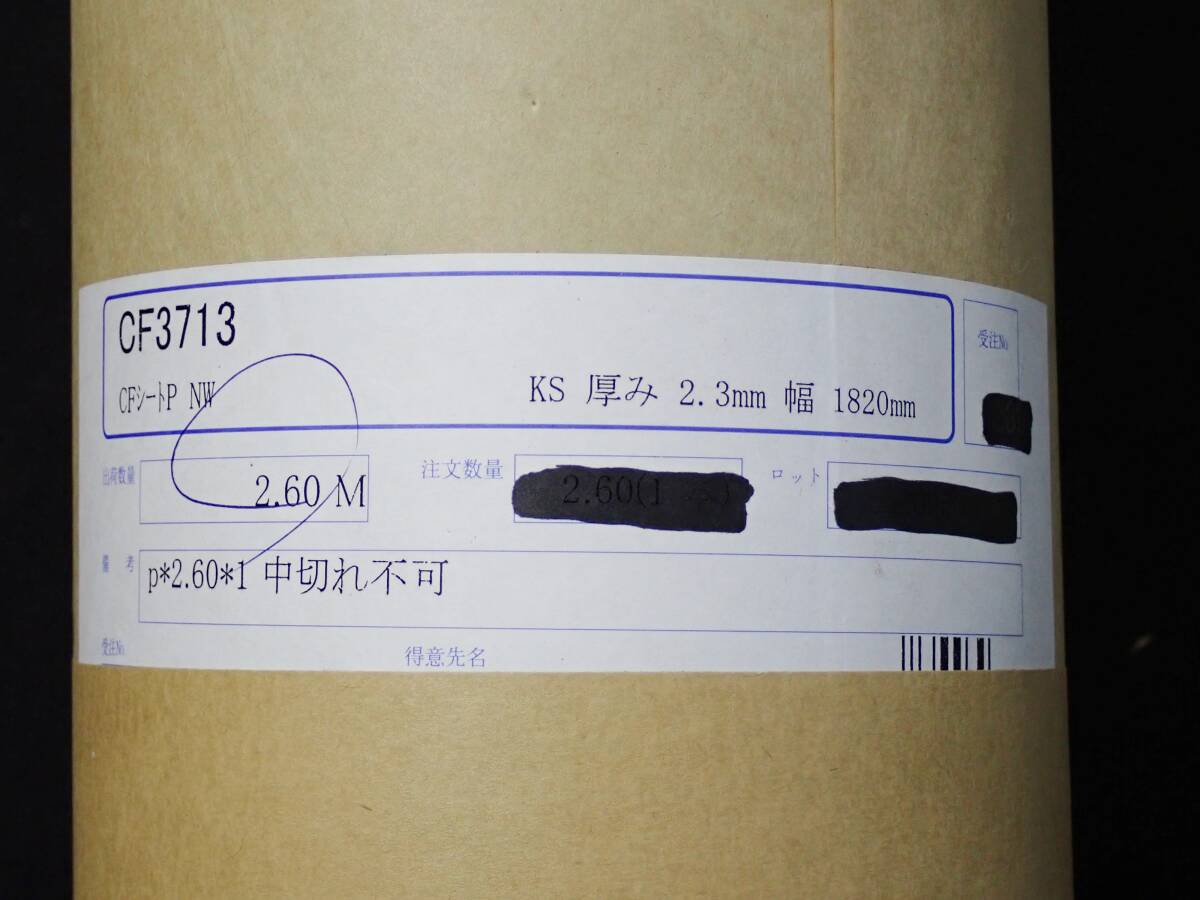 CF3713
受注No
CFシートP NW
KS 厚み 2.3mm 幅 1820mm
出荷数量
2.60 M
注文数量
2.60(1
ロット
備考
p*2.60*1 中切れ不可
受注No
得意先名